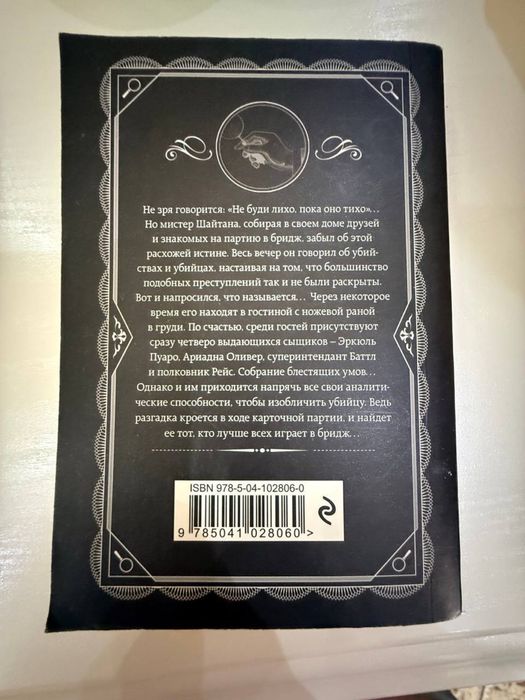 Не зря говорится: «Не буди лихо, пока оно тихо»...
Но мистер Шайтана, собирая в своем доме друзей
и знакомых на партию в бридж, забыл об этой
расхожей истине. Весь вечер он говорил об убий-
ствах и убийцах, настаивая на том, что большинство
подобных преступлений так и не были раскрыты.
Вот и напросился, что называется... Через некоторое
время его находят в гостиной с ножевой раной
в груди. По счастью, среди гостей присутствуют
сразу четверо выдающихся сыщиков – Эркюль
Пуаро, Ариадна Оливер, суперинтендант Баттл
и полковник Рейс. Собрание блестящих умов...
Однако и им приходится напрячь все свои аналити-
ческие способности, чтобы изобличить убийцу. Ведь
разгадка кроется в ходе карточной партии, и найдет
ее тот, кто лучше всех играет в бридж...
ISBN 978-5-04-102806-0
9 785041 028060 >